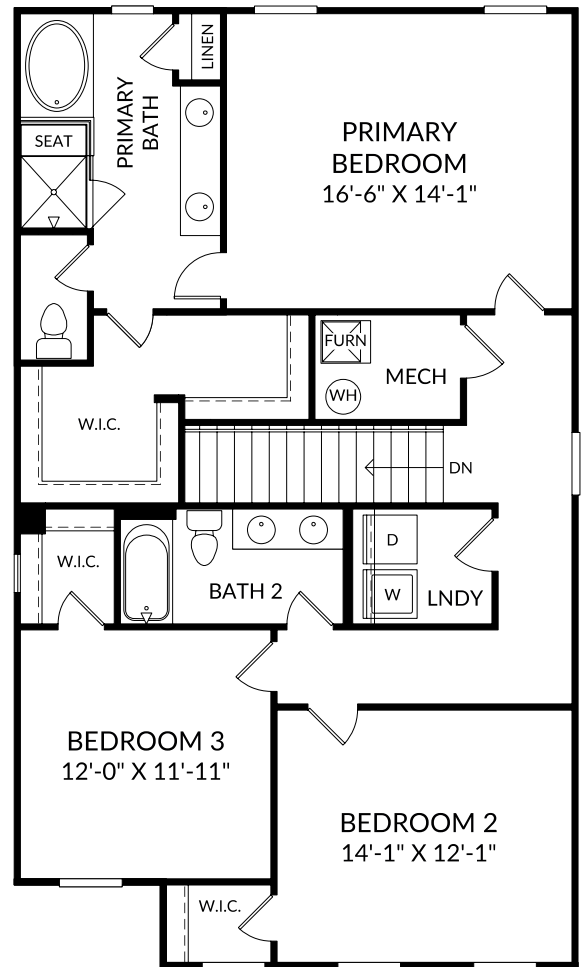 LINEN
PRIMARY
BATH
SEAT
PRIMARY
BEDROOM
16'-6" X 14'-1"
FURN
MECH
WH
W.I.C.
DN
D
W.I.C.
BATH 2
W
LNDY
BEDROOM 3
12'-0" X 11'-11"
BEDROOM 2
14'-1" X 12'-1"
W.I.C.